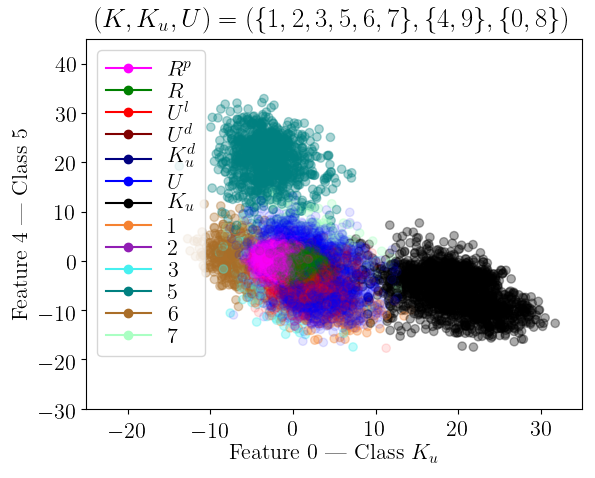 (K, K_u, U) = ({1, 2, 3, 5, 6, 7}, {4, 9}, {0, 8})
Feature 4 — Class 5
40
30
20
10
0
−10
−20
−30
R^p
R
U^l
U^d
K_u^d
U
K_u
1
2
3
5
6
7
−20
−10
0
10
20
30
Feature 0 — Class K_u